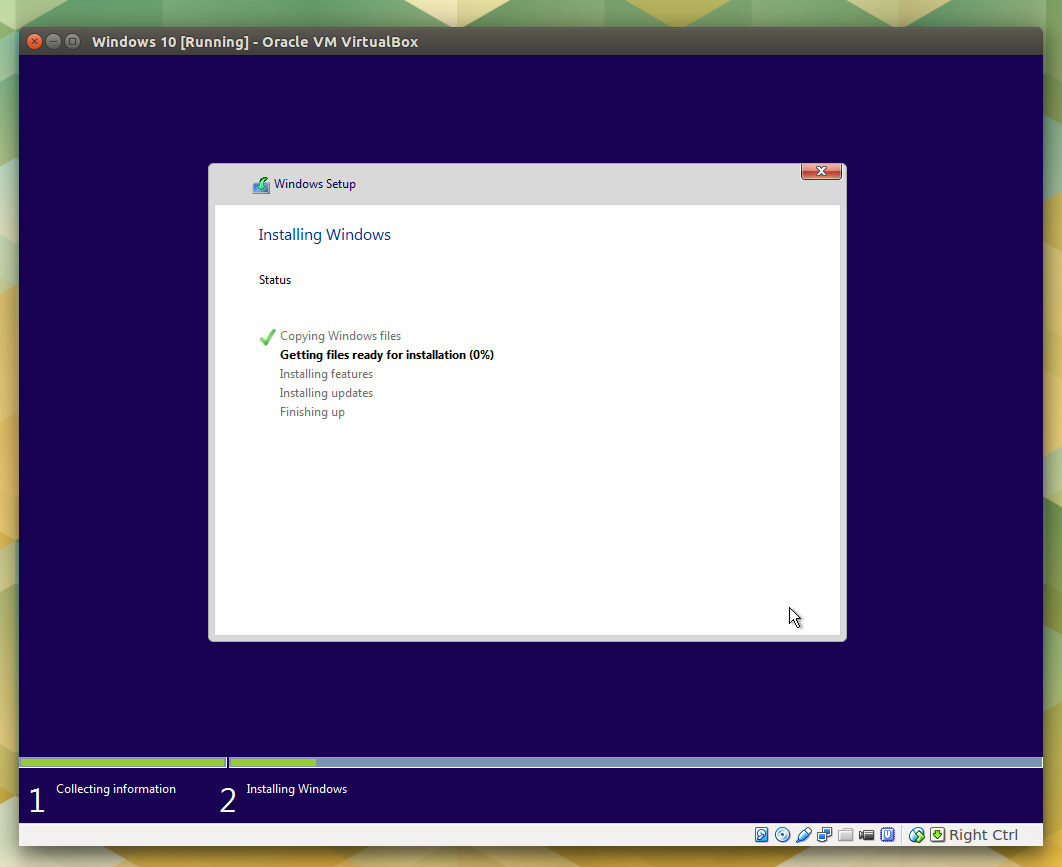 Windows 10 [Running] - Oracle VM VirtualBox
Windows Setup
Installing Windows
Status
Copying Windows files
Getting files ready for installation (0%)
Installing features
Installing updates
Finishing up
1 Collecting information
2 Installing Windows
Right Ctrl